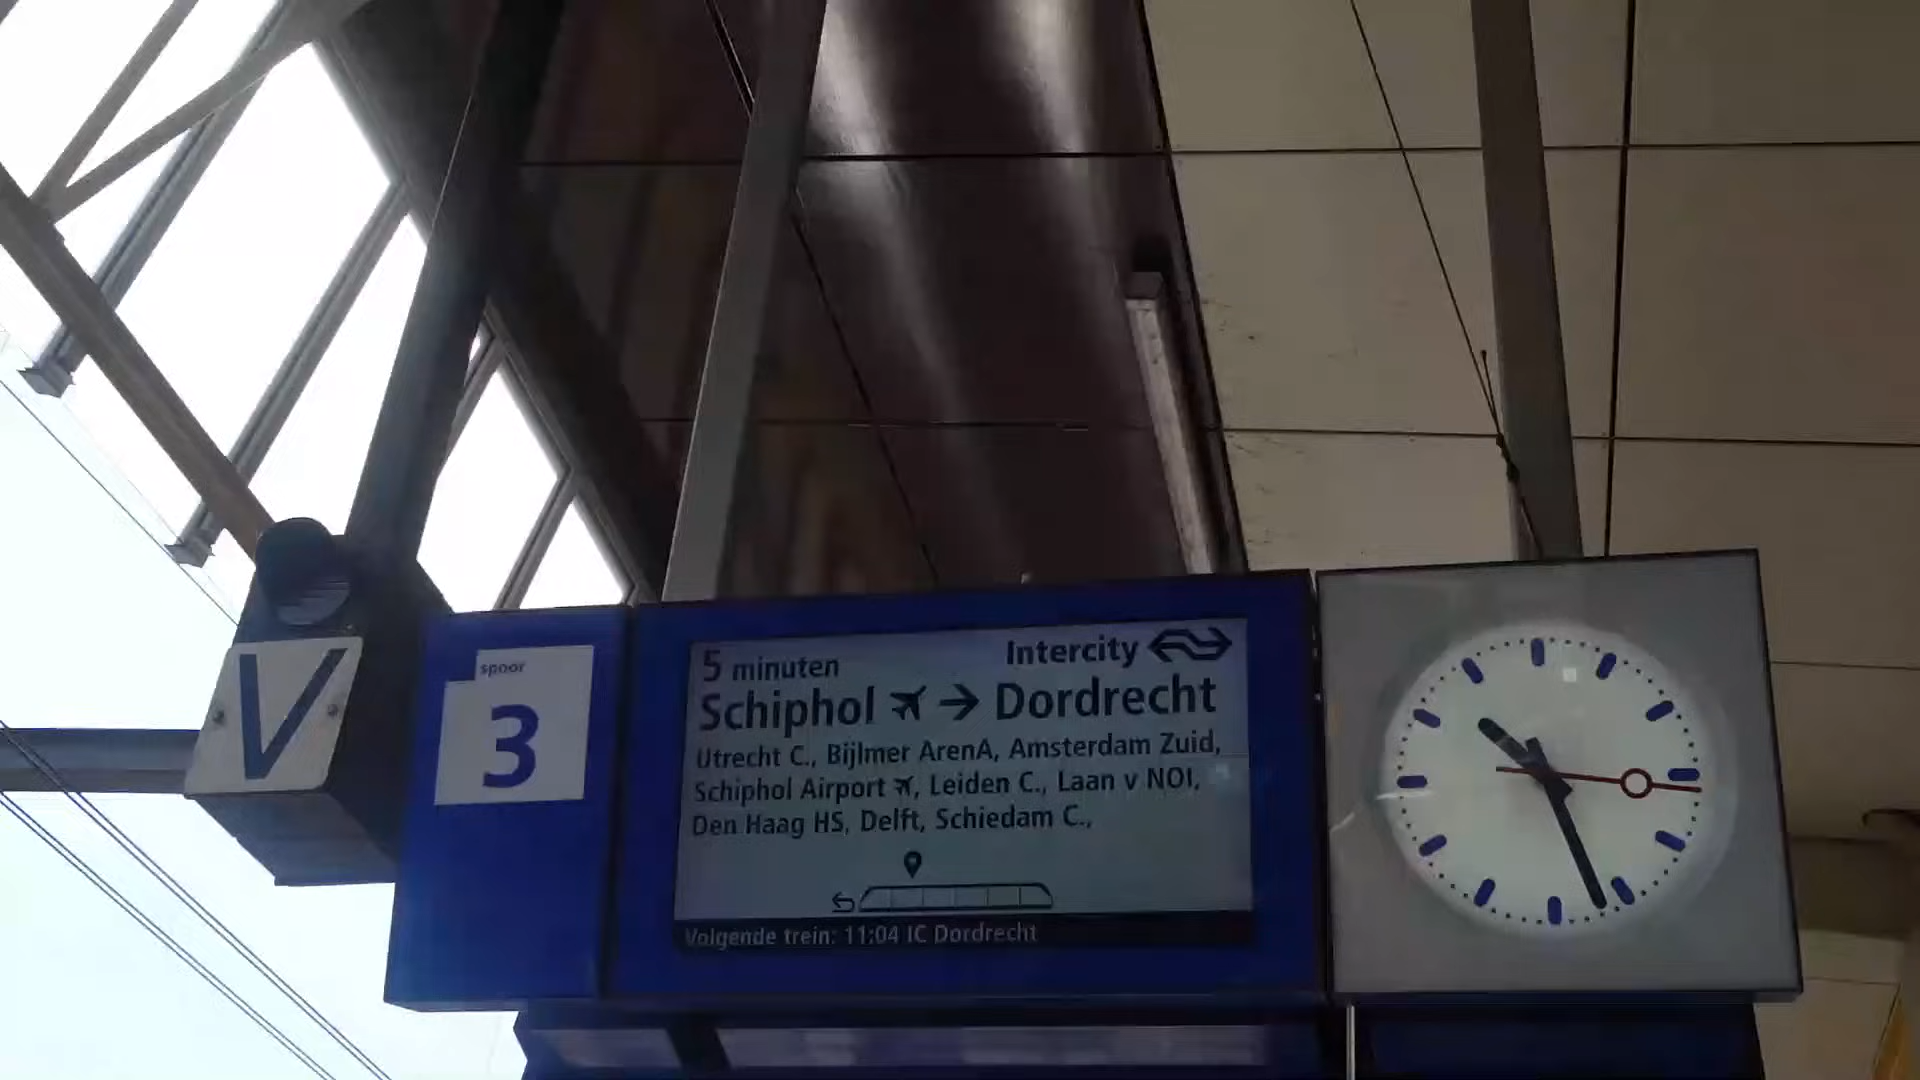 V
spoor
3
5 minuten
Intercity
Schiphol → Dordrecht
Utrecht C., Bijlmer ArenA, Amsterdam Zuid,
Schiphol Airport, Leiden C., Laan v NOI,
Den Haag HS, Delft, Schiedam C.,
Volgende trein: 11:04 IC Dordrecht